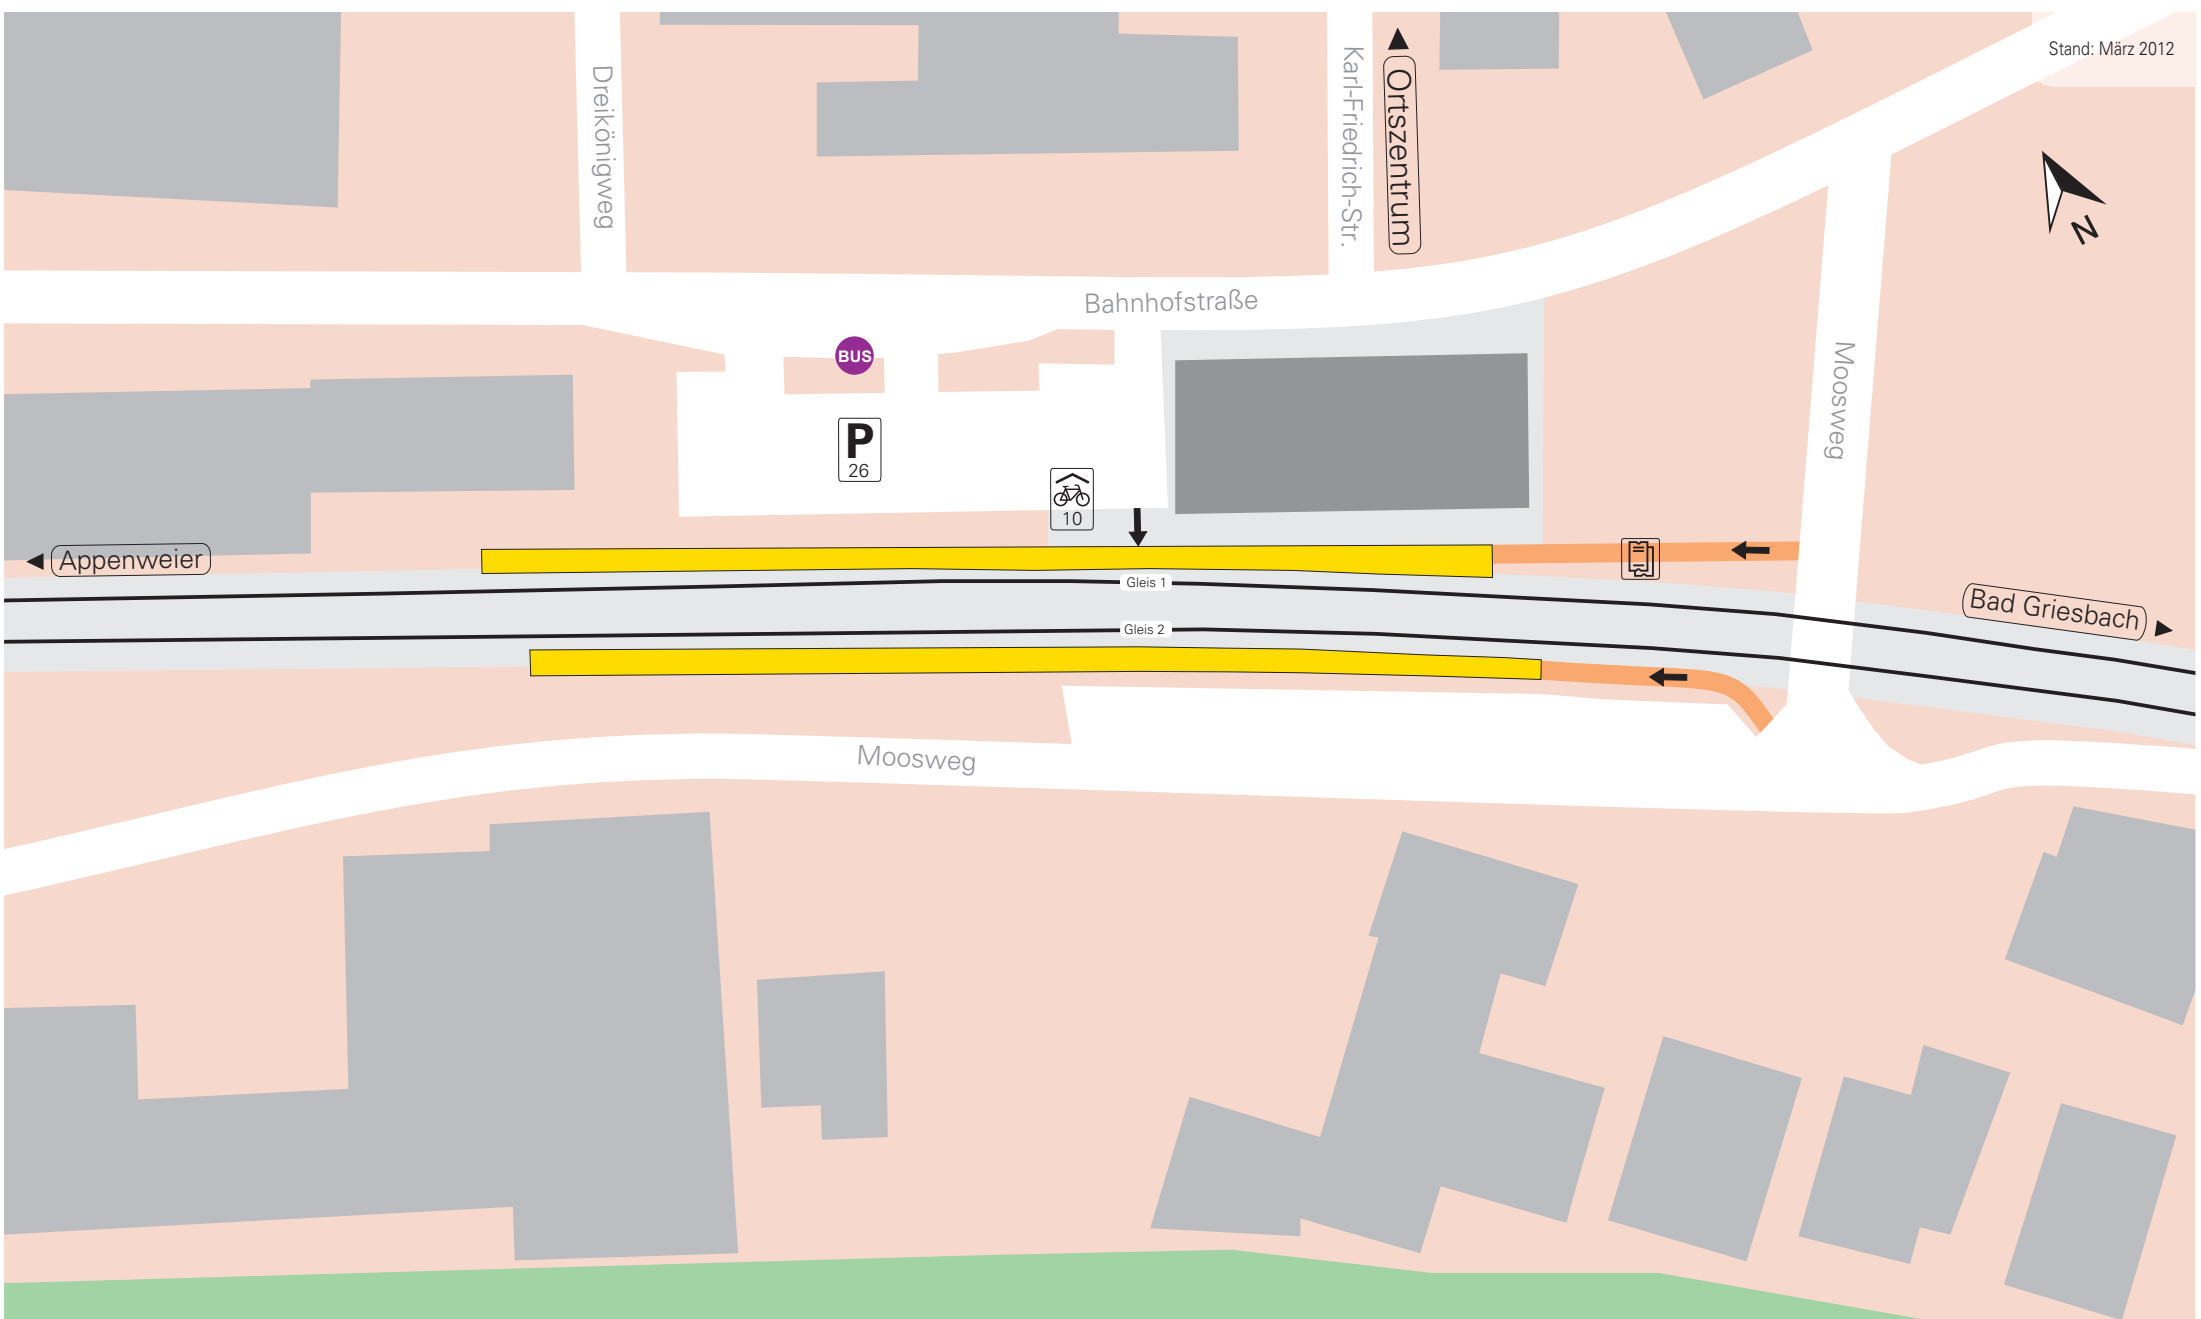 Stand: März 2012
Dreikönigweg
Karl-Friedrich-Str.
Ortszentrum
N
Bahnhofstraße
BUS
Moosweg
P
26
10
Appenweier
Gleis 1
Bad Griesbach
Gleis 2
Moosweg